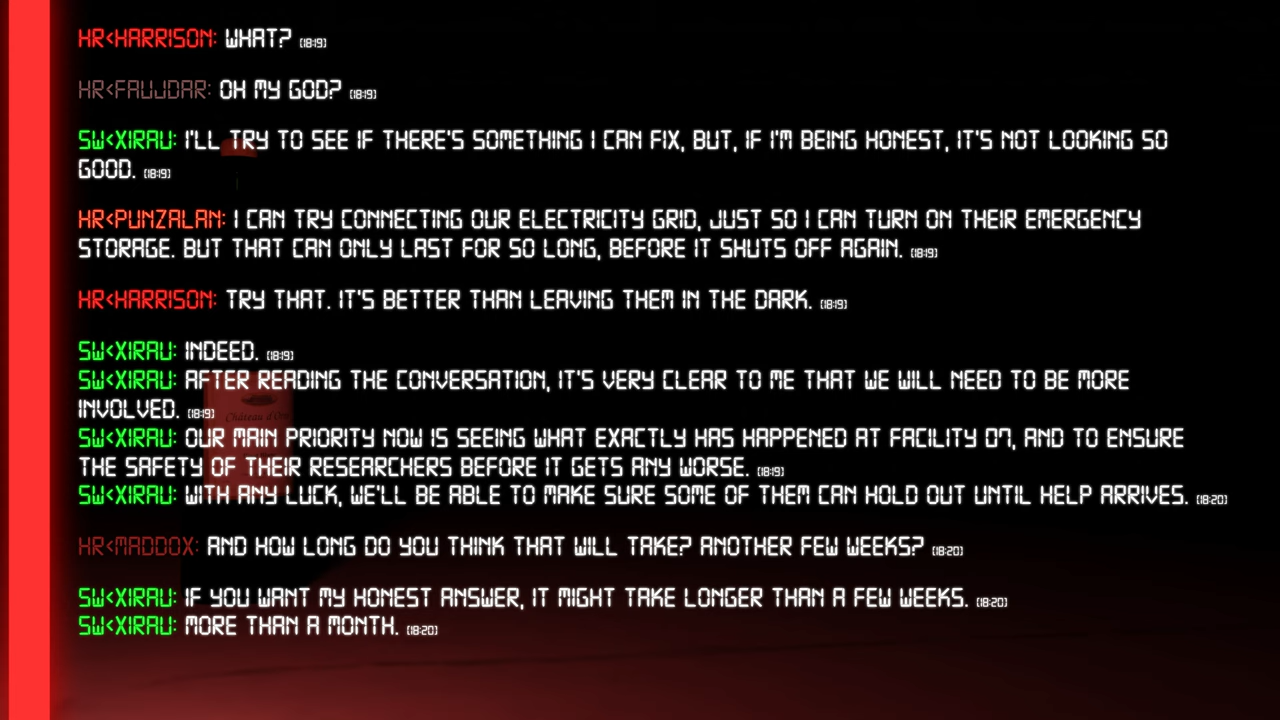 HR<HARRISON: WHAT? [18:19]
HR<FAUJDAR: OH MY GOD? [18:19]
SW<XIRAU: I'LL TRY TO SEE IF THERE'S SOMETHING I CAN FIX, BUT, IF I'M BEING HONEST, IT'S NOT LOOKING SO
GOOD. [18:19]
HR<PUNZALAN: I CAN TRY CONNECTING OUR ELECTRICITY GRID, JUST SO I CAN TURN ON THEIR EMERGENCY
STORAGE. BUT THAT CAN ONLY LAST FOR SO LONG, BEFORE IT SHUTS OFF AGAIN. [18:19]
HR<HARRISON: TRY THAT. IT'S BETTER THAN LEAVING THEM IN THE DARK. [18:19]
SW<XIRAU: INDEED. [18:19]
SW<XIRAU: AFTER READING THE CONVERSATION, IT'S VERY CLEAR TO ME THAT WE WILL NEED TO BE MORE
INVOLVED. [18:19]
Château
SW<XIRAU: OUR MAIN PRIORITY NOW IS SEEING WHAT EXACTLY HAS HAPPENED AT FACILITY 07, AND TO ENSURE
THE SAFETY OF THEIR RESEARCHERS BEFORE IT GETS ANY WORSE. [18:19]
SW<XIRAU: WITH ANY LUCK, WE'LL BE ABLE TO MAKE SURE SOME OF THEM CAN HOLD OUT UNTIL HELP ARRIVES. [18:20]
HR<MADDOX: AND HOW LONG DO YOU THINK THAT WILL TAKE? ANOTHER FEW WEEKS? [18:20]
SW<XIRAU: IF YOU WANT MY HONEST ANSWER, IT MIGHT TAKE LONGER THAN A FEW WEEKS. [18:20]
SW<XIRAU: MORE THAN A MONTH. [18:20]